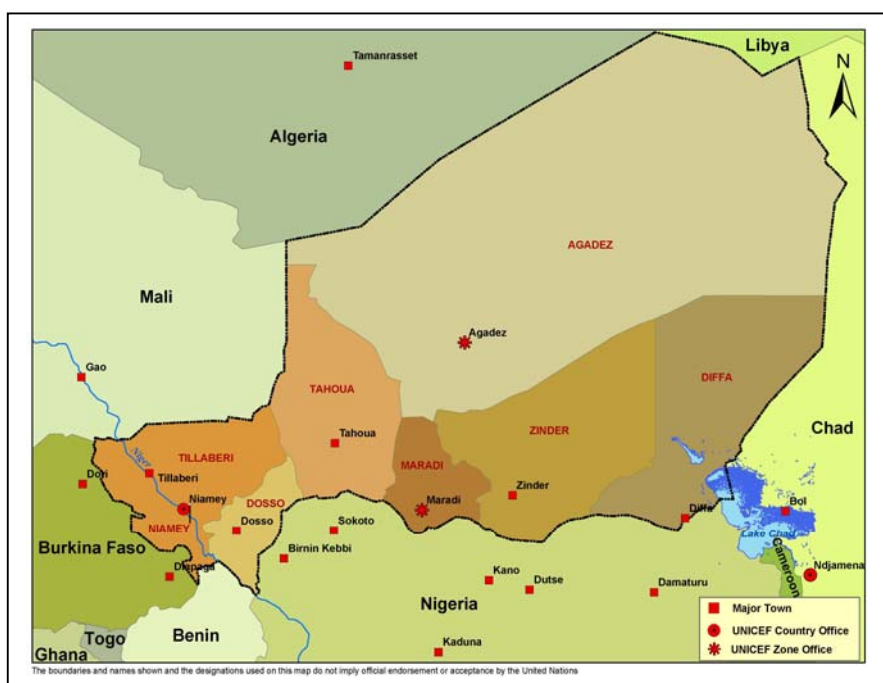 Libya
N
Tamanrasset
Algeria
AGADEZ
Mali
Agadez
Gao
DIFFA
TAHOUA
ZINDER
Chad
Tahoua
TILLABERI
MARADI
Niger
Dori
Tillaberi
Zinder
Niamey
DOSSO
Maradi
Bol
Diffa
NIAMEY
Dosso
Sokoto
Lake Chad
Burkina Faso
Birnin Kebbi
Cameroon
Diapaga
Kano
Ndjamena
Dutse
Damaturu
Nigeria
Major Town
Togo
Benin
UNICEF Country Office
Kaduna
UNICEF Zone Office
Ghana
The boundaries and names shown and the designations used on this map do not imply official endorsement or acceptance by the United Nations